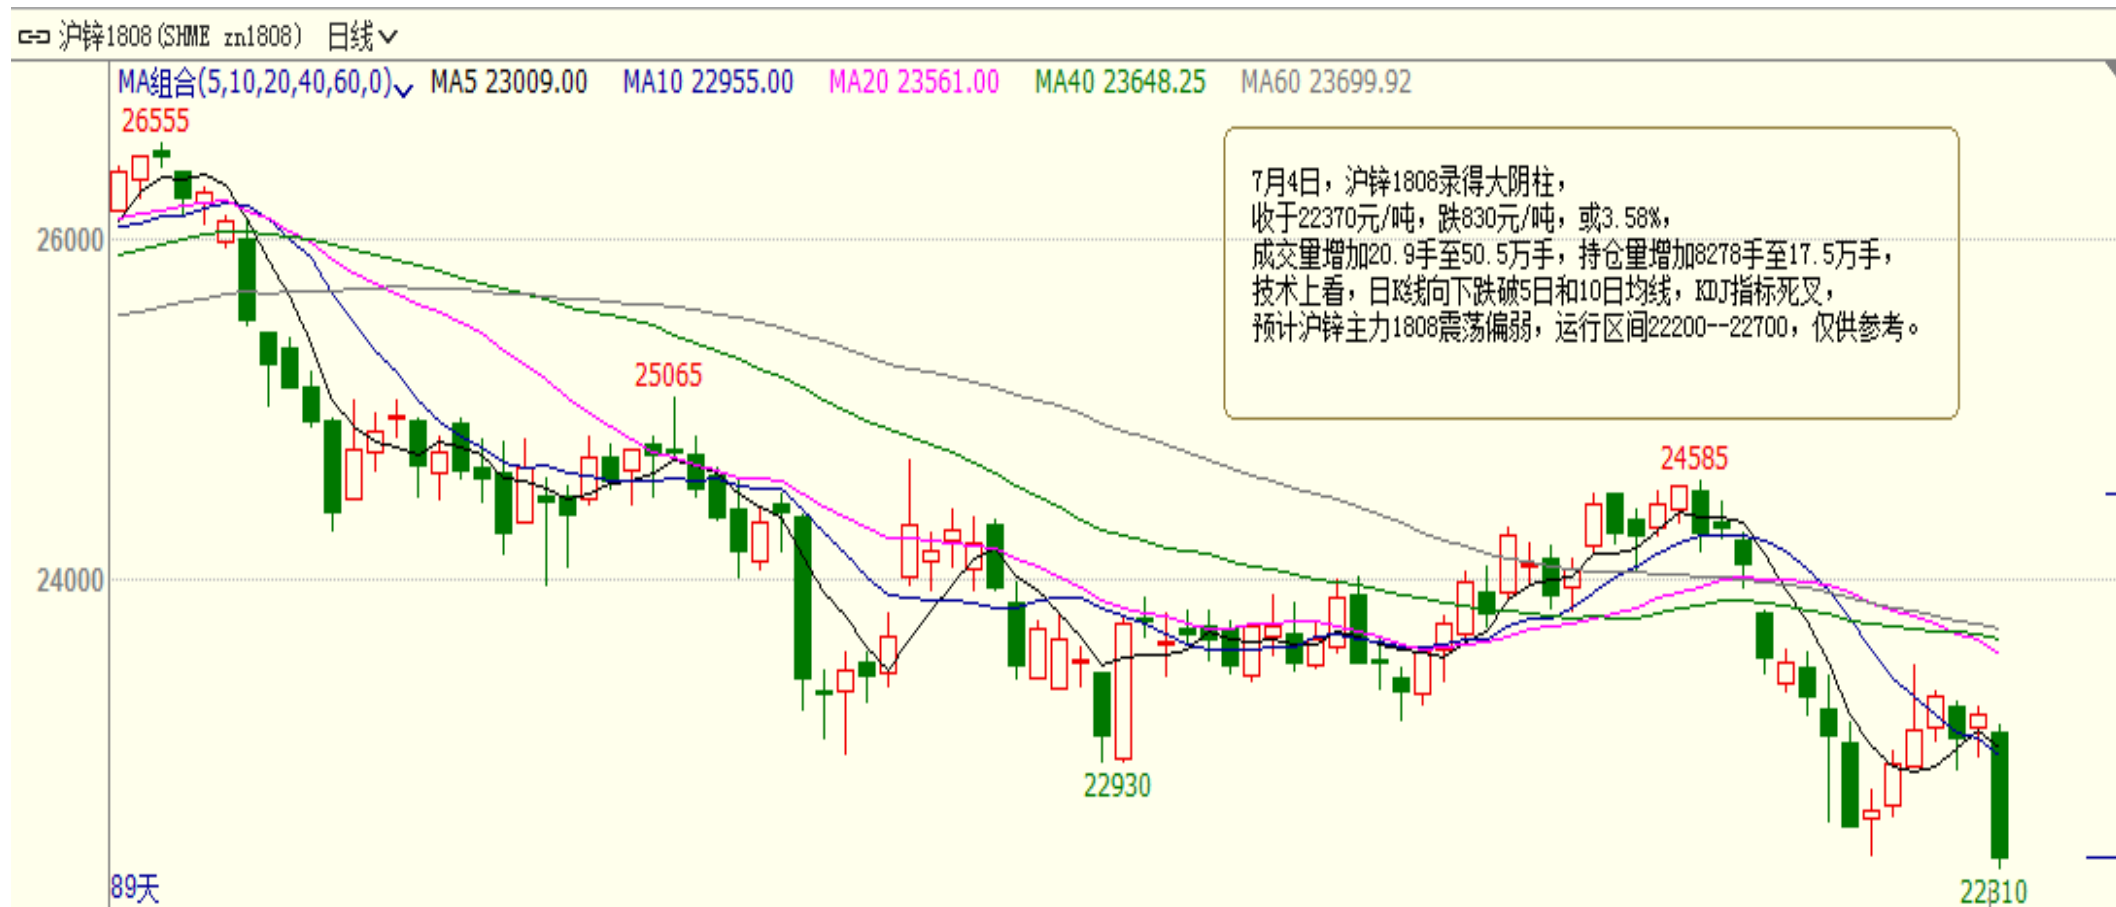 沪锌1808(SHME zn1808) 日线
MA组合(5,10,20,40,60,0) MA5 23009.00 MA10 22955.00 MA20 23561.00 MA40 23648.25 MA60 23699.92
26555
7月4日，沪锌1808录得大阴柱，
收于22370元/吨，跌830元/吨，或3.58%，
成交量增加20.9手至50.5万手，持仓量增加8278手至17.5万手，
技术上看，日K线向下跌破5日和10日均线，KDJ指标死叉，
预计沪锌主力1808震荡偏弱，运行区间22200--22700，仅供参考。
26000
25065
24585
24000
22930
89天
22310